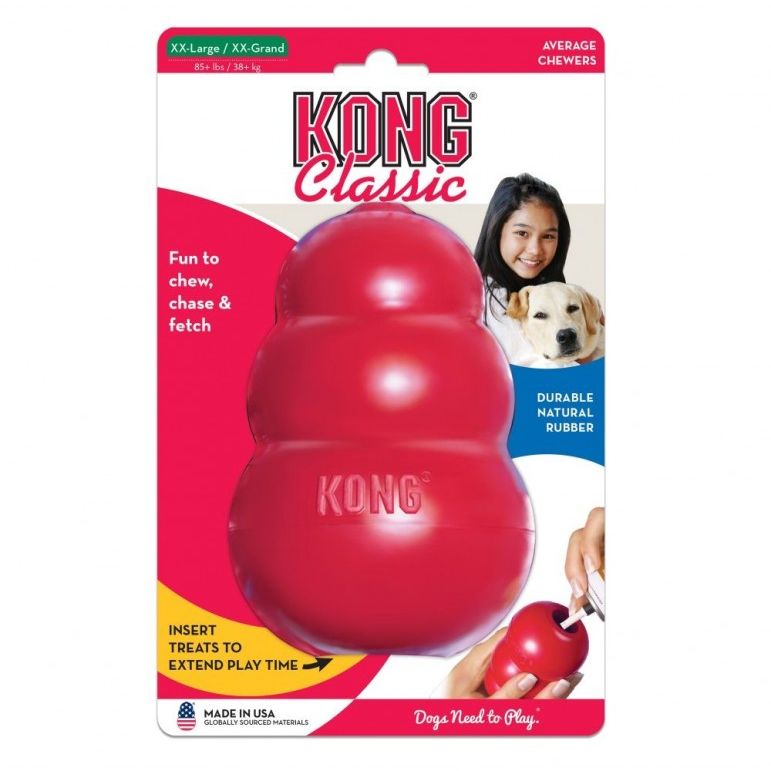 XX-Large / XX-Grand
85+ lbs / 38+ kg
AVERAGE
CHEWERS
KONG®
Classic
Fun to
chew,
chase &
fetch
DURABLE
NATURAL
RUBBER
KONG®
INSERT
TREATS TO
EXTEND PLAY TIME
MADE IN USA
GLOBALLY SOURCED MATERIALS
Dogs Need to Play.®